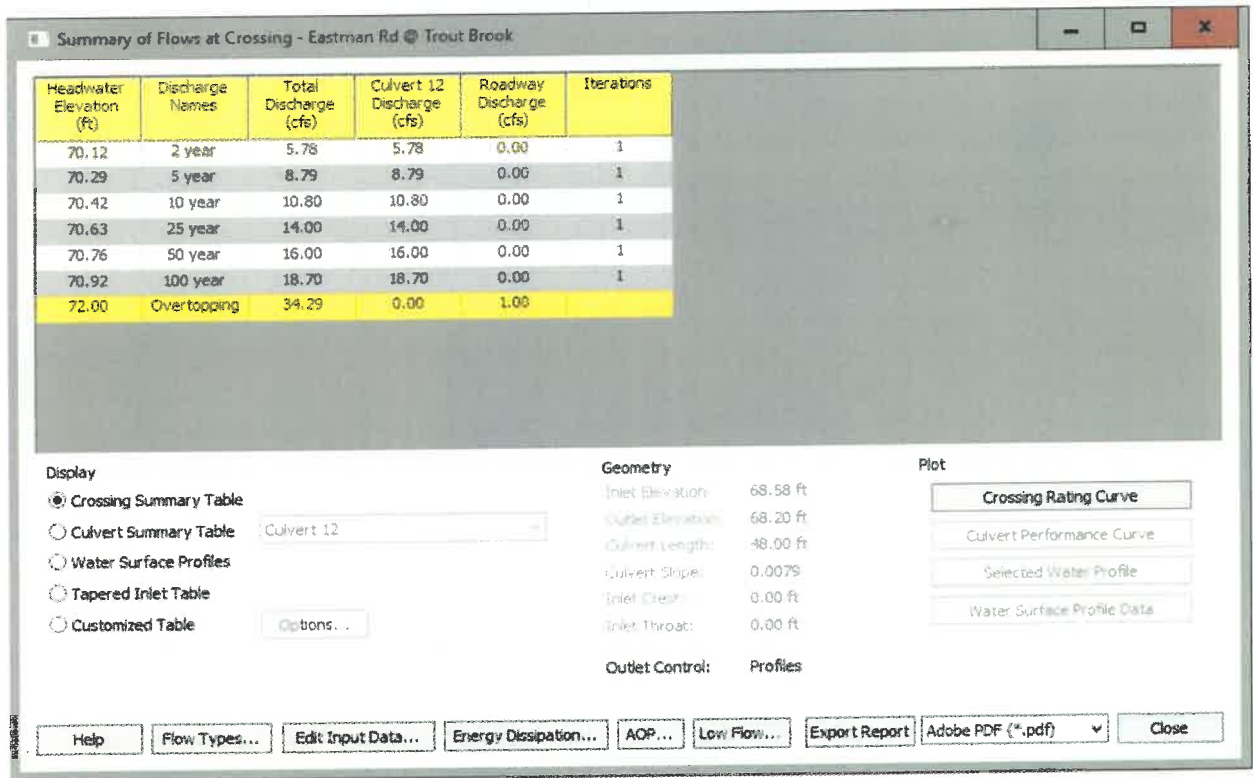 Summary of Flows at Crossing - Eastman Rd @ Trout Brook
Headwater Elevation (ft) Discharge Names Total Discharge (cfs) Culvert 12 Discharge (cfs) Roadway Discharge (cfs) Iterations
70.12 2 year 5.78 5.78 0.00 1
70.29 5 year 8.79 8.79 0.00 1
70.42 10 year 10.80 10.80 0.00 1
70.63 25 year 14.00 14.00 0.00 1
70.76 50 year 16.00 16.00 0.00 1
70.92 100 year 18.70 18.70 0.00 1
72.00 Overtopping 34.29 0.00 1.00
Display
Crossing Summary Table
Culvert Summary Table Culvert 12
Water Surface Profiles
Tapered Inlet Table
Customized Table Options...
Geometry
Inlet Elevation: 68.58 ft
Outlet Elevation: 68.20 ft
Culvert Length: 48.00 ft
Culvert Slope: 0.0079
Inlet Crest: 0.00 ft
Inlet Throat: 0.00 ft
Outlet Control: Profiles
Plot
Crossing Rating Curve
Culvert Performance Curve
Selected Water Profile
Water Surface Profile Data
Help Flow Types... Edit Input Data... Energy Dissipation... AOP... Low Flow... Export Report Adobe PDF (*.pdf) Close